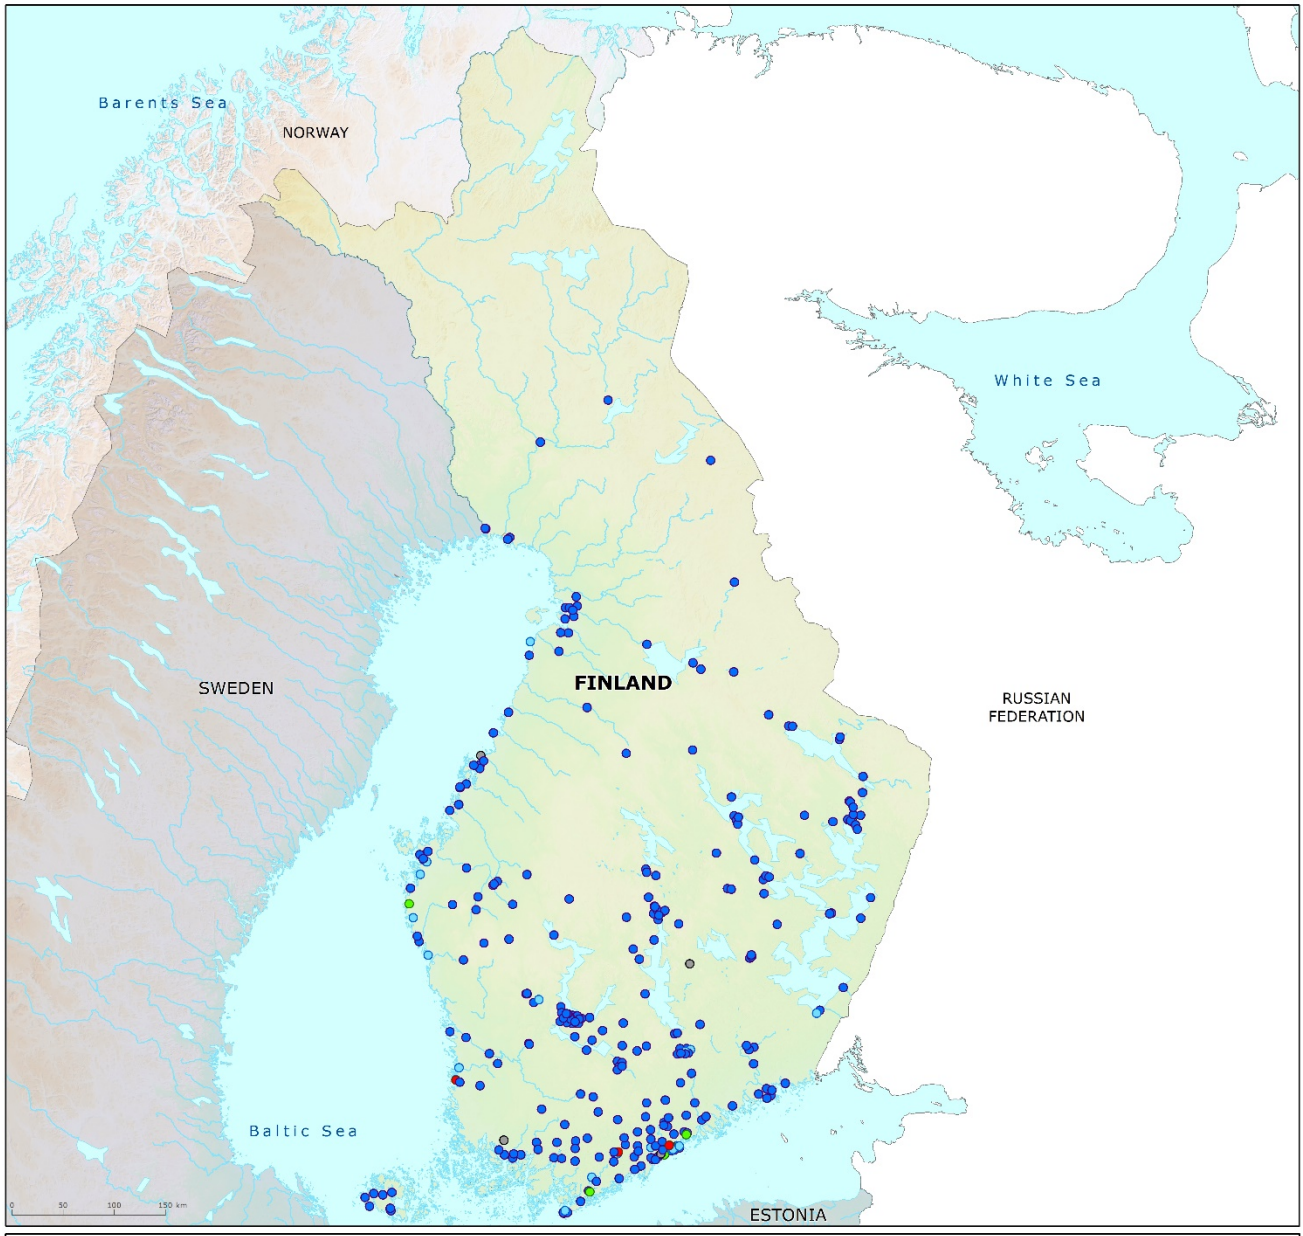 Barents Sea
NORWAY
White Sea
SWEDEN
FINLAND
RUSSIAN
FEDERATION
Baltic Sea
0 50 100 150 km
ESTONIA